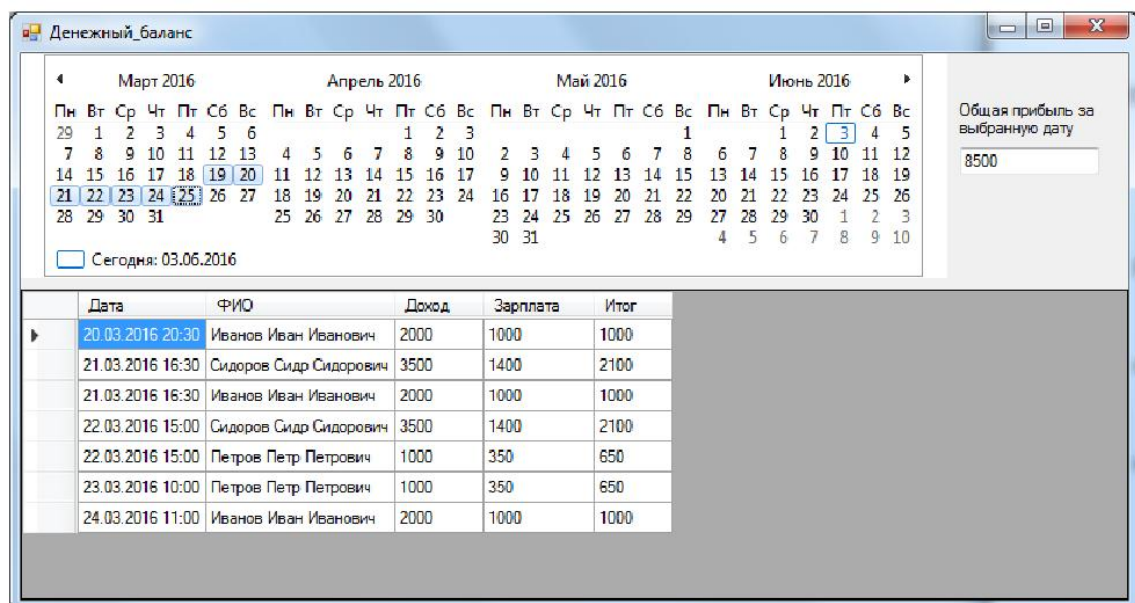 Денежный_баланс
Март 2016 Апрель 2016 Май 2016 Июнь 2016
Пн Вт Ср Чт Пт Сб Вс Пн Вт Ср Чт Пт Сб Вс Пн Вт Ср Чт Пт Сб Вс Пн Вт Ср Чт Пт Сб Вс
29 1 2 3 4 5 6 1 2 3 1 1 2 3 4 5
7 8 9 10 11 12 13 4 5 6 7 8 9 10 2 3 4 5 6 7 8 6 7 8 9 10 11 12
14 15 16 17 18 19 20 11 12 13 14 15 16 17 9 10 11 12 13 14 15 13 14 15 16 17 18 19
21 22 23 24 25 26 27 18 19 20 21 22 23 24 16 17 18 19 20 21 22 20 21 22 23 24 25 26
28 29 30 31 25 26 27 28 29 30 23 24 25 26 27 28 29 27 28 29 30 1 2 3
30 31 4 5 6 7 8 9 10
Сегодня: 03.06.2016
Общая прибыль за
выбранную дату
8500
Дата ФИО Доход Зарплата Итог
20.03.2016 20:30 Иванов Иван Иванович 2000 1000 1000
21.03.2016 16:30 Сидоров Сидр Сидорович 3500 1400 2100
21.03.2016 16:30 Иванов Иван Иванович 2000 1000 1000
22.03.2016 15:00 Сидоров Сидр Сидорович 3500 1400 2100
22.03.2016 15:00 Петров Петр Петрович 1000 350 650
23.03.2016 10:00 Петров Петр Петрович 1000 350 650
24.03.2016 11:00 Иванов Иван Иванович 2000 1000 1000